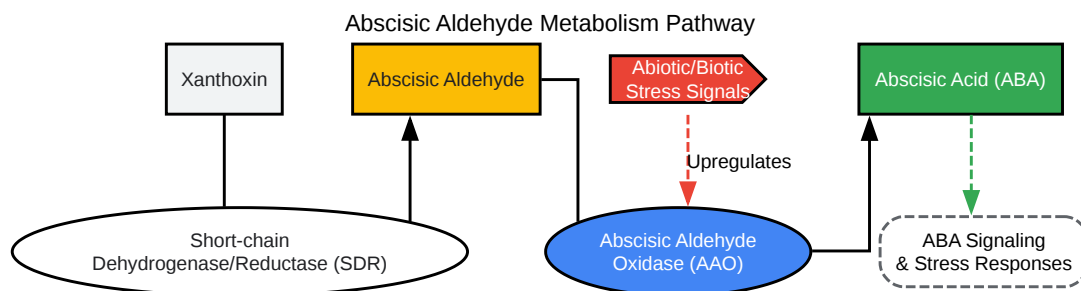 Abscisic Aldehyde Metabolism Pathway
Xanthoxin
Abscisic Aldehyde
Abiotic/Biotic
Stress Signals
Abscisic Acid (ABA)
Upregulates
Short-chain
Dehydrogenase/Reductase (SDR)
Abscisic Aldehyde
Oxidase (AAO)
ABA Signaling
& Stress Responses